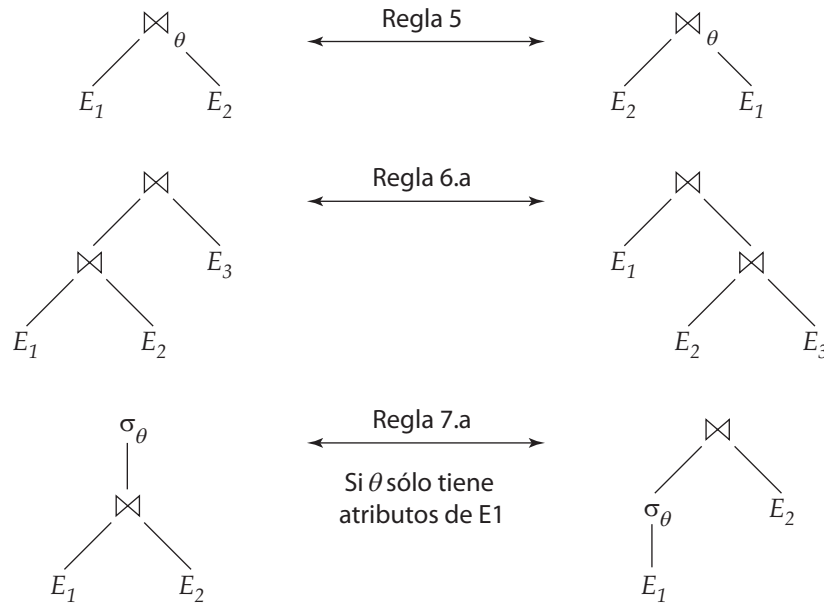 ⋈θ Regla 5 ⋈θ
E1 E2 E2 E1
⋈ Regla 6.a ⋈
⋈ E3 E1 ⋈
E1 E2 E2 E3
σθ Regla 7.a ⋈
⋈ Si θ sólo tiene σθ E2
atributos de E1
E1 E2 E1